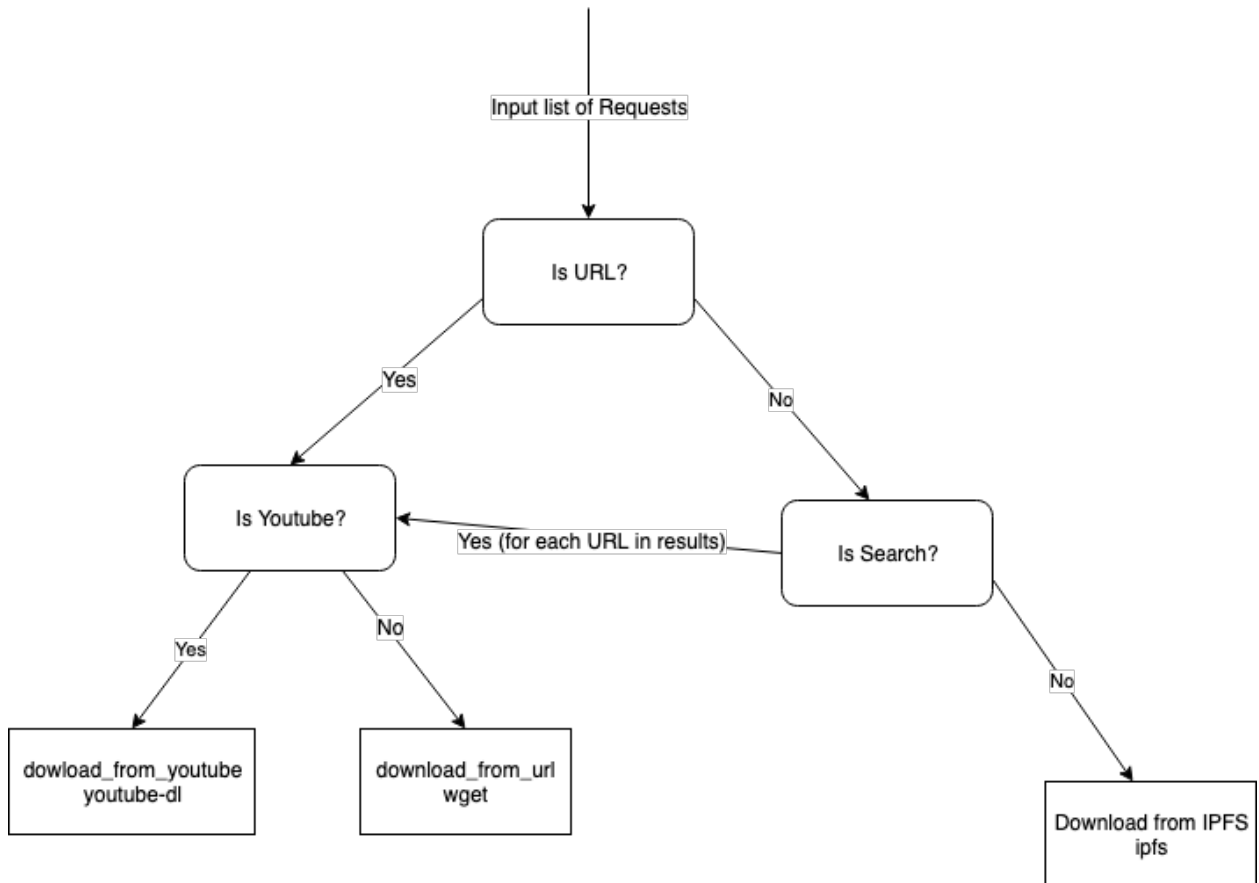 Input list of Requests
Is URL?
Yes
No
Is Youtube?
Yes (for each URL in results)
Is Search?
Yes
No
No
dowload_from_youtube
youtube-dl
download_from_url
wget
Download from IPFS
ipfs